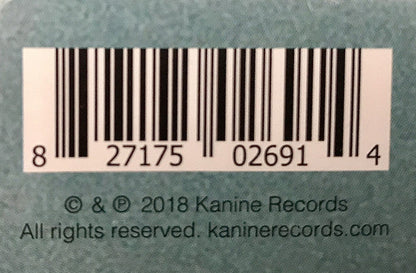 8 27175 02691 4
© & ℗ 2018 Kanine Records
All rights reserved. kaninerecords.com